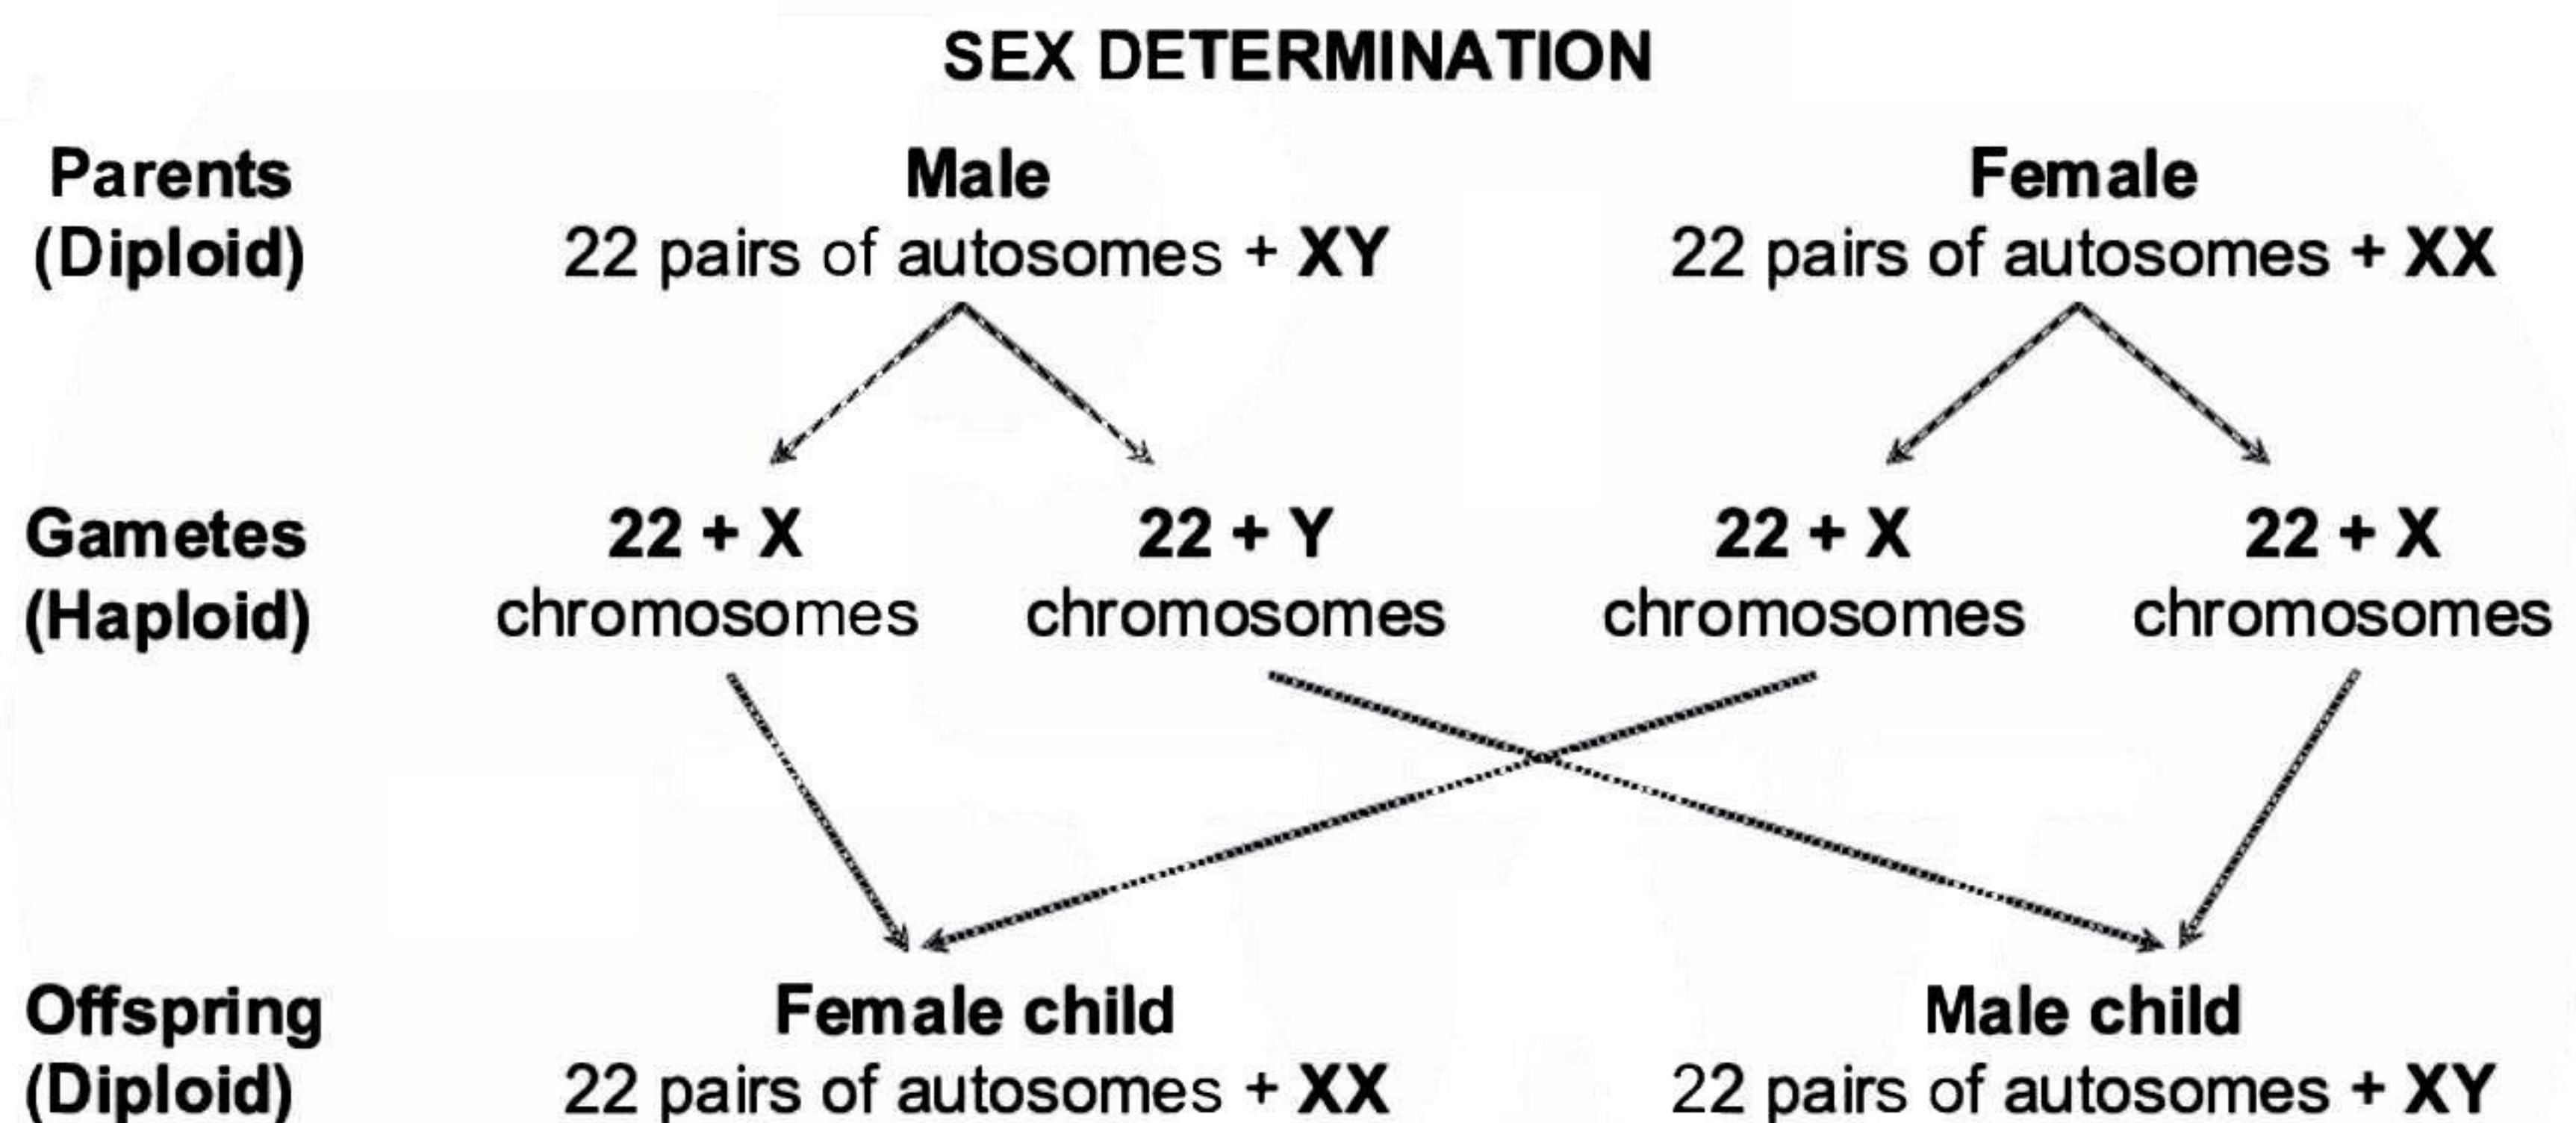 SEX DETERMINATION
Parents Male Female
(Diploid) 22 pairs of autosomes + XY 22 pairs of autosomes + XX
Gametes 22 + X 22 + Y 22 + X 22 + X
(Haploid) chromosomes chromosomes chromosomes chromosomes
Offspring Female child Male child
(Diploid) 22 pairs of autosomes + XX 22 pairs of autosomes + XY